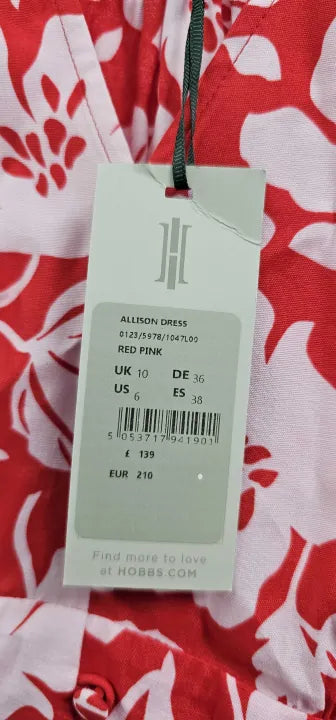 ALLISON DRESS
0123/5978/1047L00
RED PINK
UK 10 DE 36
US 6 ES 38
5 053717 941901
£ 139
EUR 210
Find more to love
at HOBBS.COM